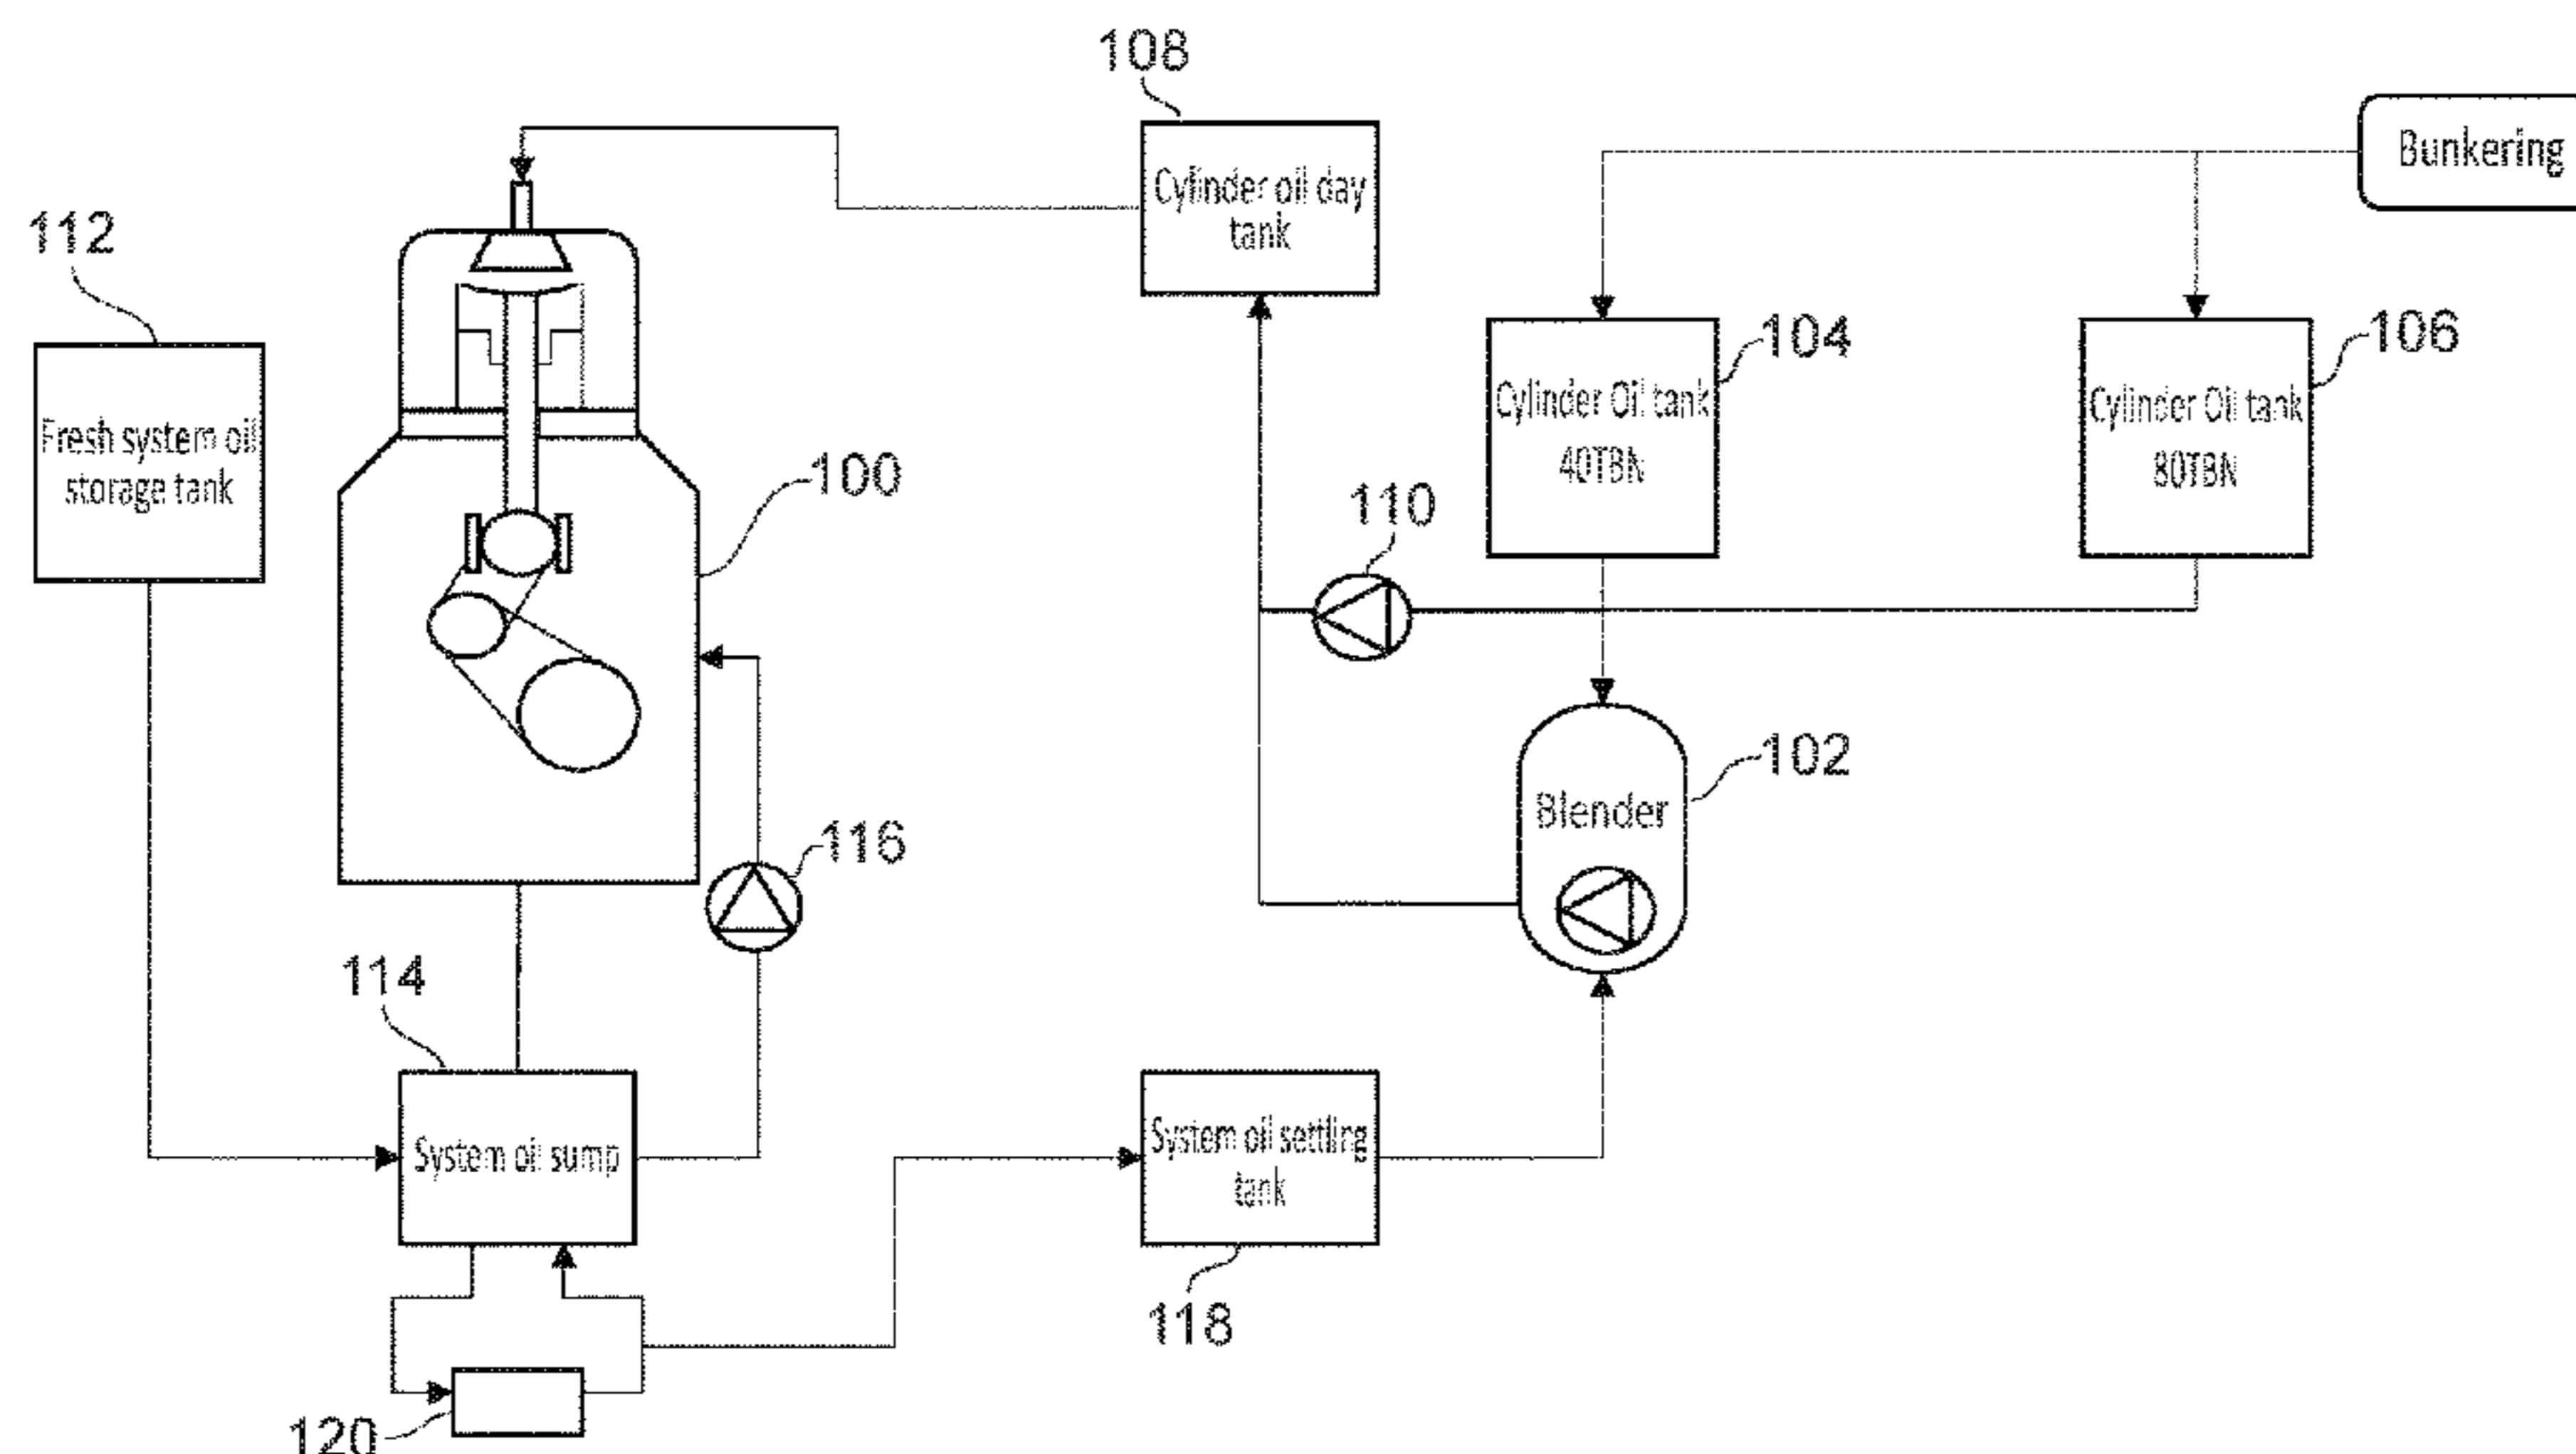 108
Bunkering
Cylinder oil day
tank
112
104
106
Fresh system oil
storage tank
Cylinder Oil tank
40TBN
Cylinder Oil tank
80TBN
100
110
102
Blender
116
114
System oil sump
System oil settling
tank
118
120